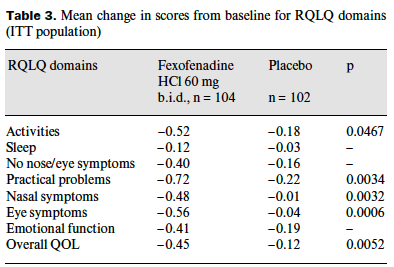 Table 3. Mean change in scores from baseline for RQLQ domains
(ITT population)
RQLQ domains Fexofenadine Placebo p
HCl 60 mg
b.i.d., n = 104 n = 102
Activities −0.52 −0.18 0.0467
Sleep −0.12 −0.03 –
No nose/eye symptoms −0.40 −0.16 –
Practical problems −0.72 −0.22 0.0034
Nasal symptoms −0.48 −0.01 0.0032
Eye symptoms −0.56 −0.04 0.0006
Emotional function −0.41 −0.19 –
Overall QOL −0.45 −0.12 0.0052